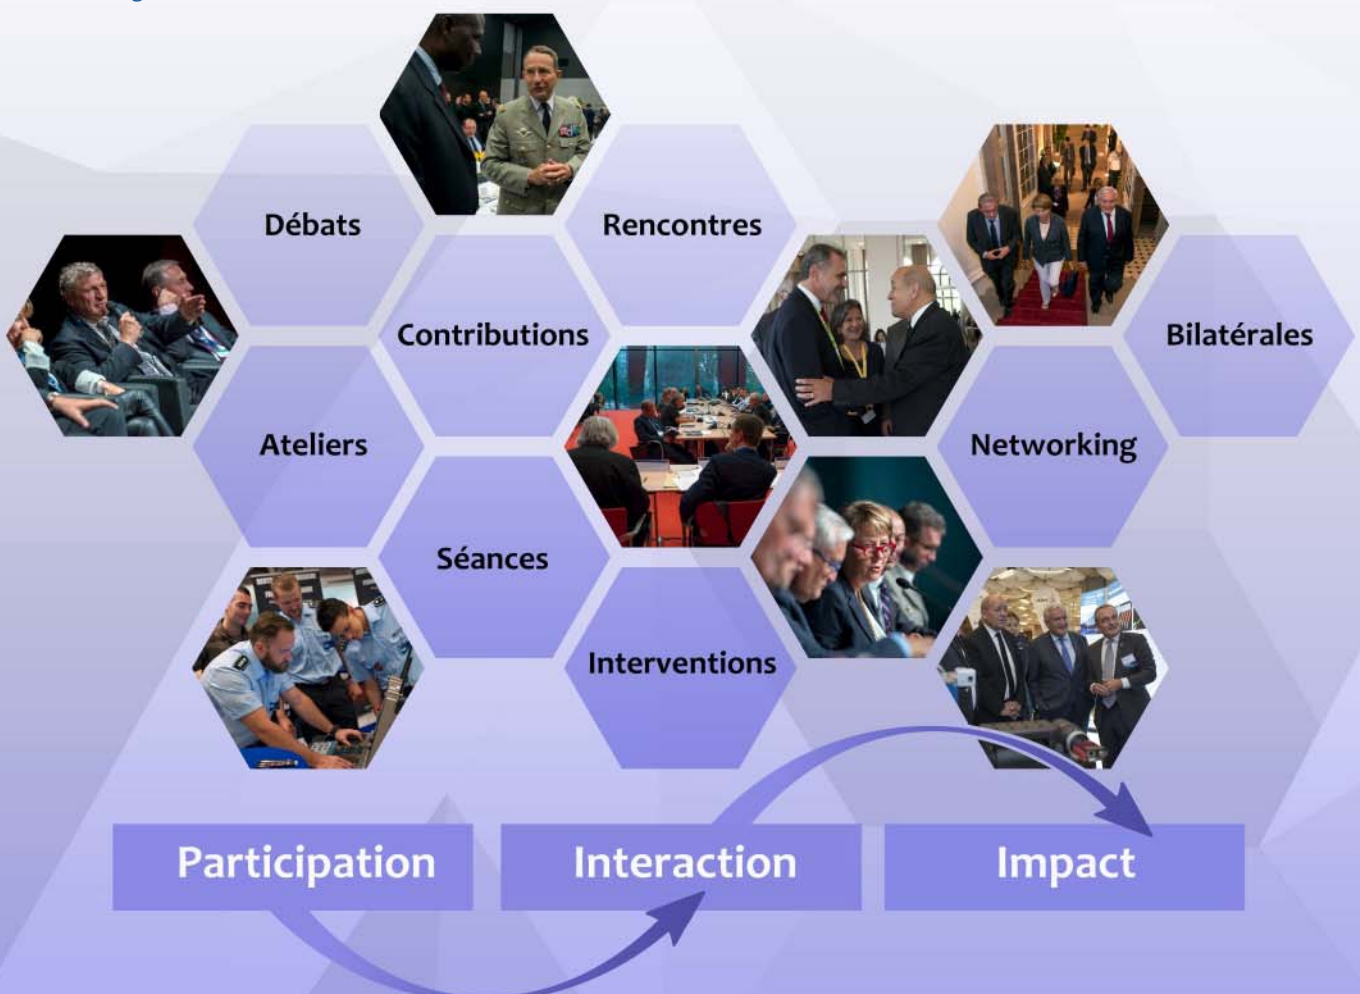 Débats
Rencontres
Contributions
Bilatérales
Ateliers
Networking
Séances
Interventions
Participation
Interaction
Impact